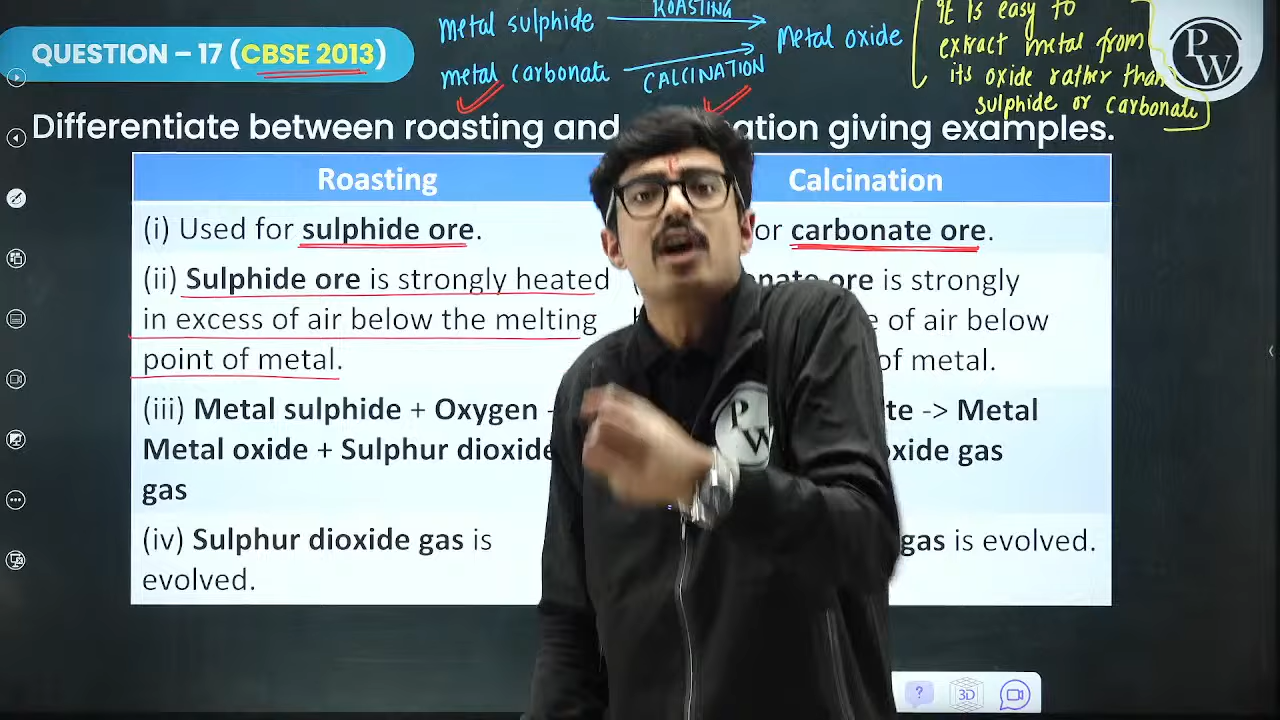 QUESTION – 17 (CBSE 2013)
metal sulphide ROASTING Metal oxide
metal carbonate CALCINATION
It is easy to
extract metal from
its oxide rather than
sulphide or carbonate
PW
Differentiate between roasting and ation giving examples.
Roasting
(i) Used for sulphide ore.
(ii) Sulphide ore is strongly heated
in excess of air below the melting
point of metal.
(iii) Metal sulphide + Oxygen -
Metal oxide + Sulphur dioxide
gas
(iv) Sulphur dioxide gas is
evolved.
Calcination
or carbonate ore.
nate ore is strongly
e of air below
of metal.
te -> Metal
oxide gas
gas is evolved.
PW
?
3D